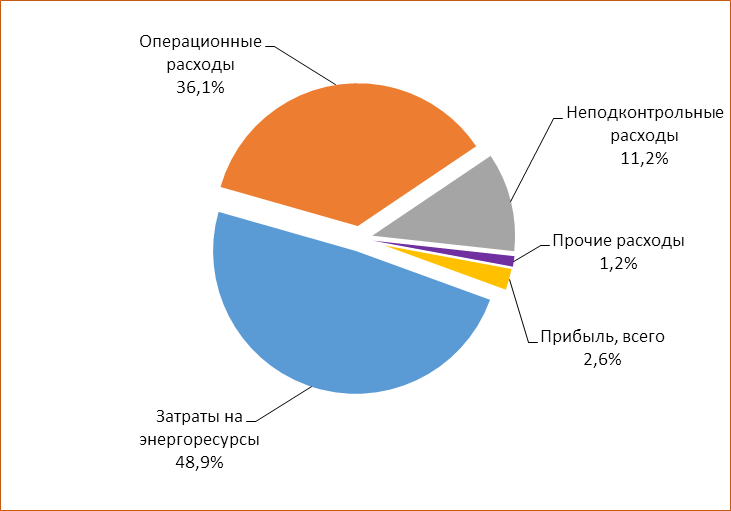 Операционные
расходы
36,1%
Неподконтрольные
расходы
11,2%
Прочие расходы
1,2%
Прибыль, всего
2,6%
Затраты на
энергоресурсы
48,9%